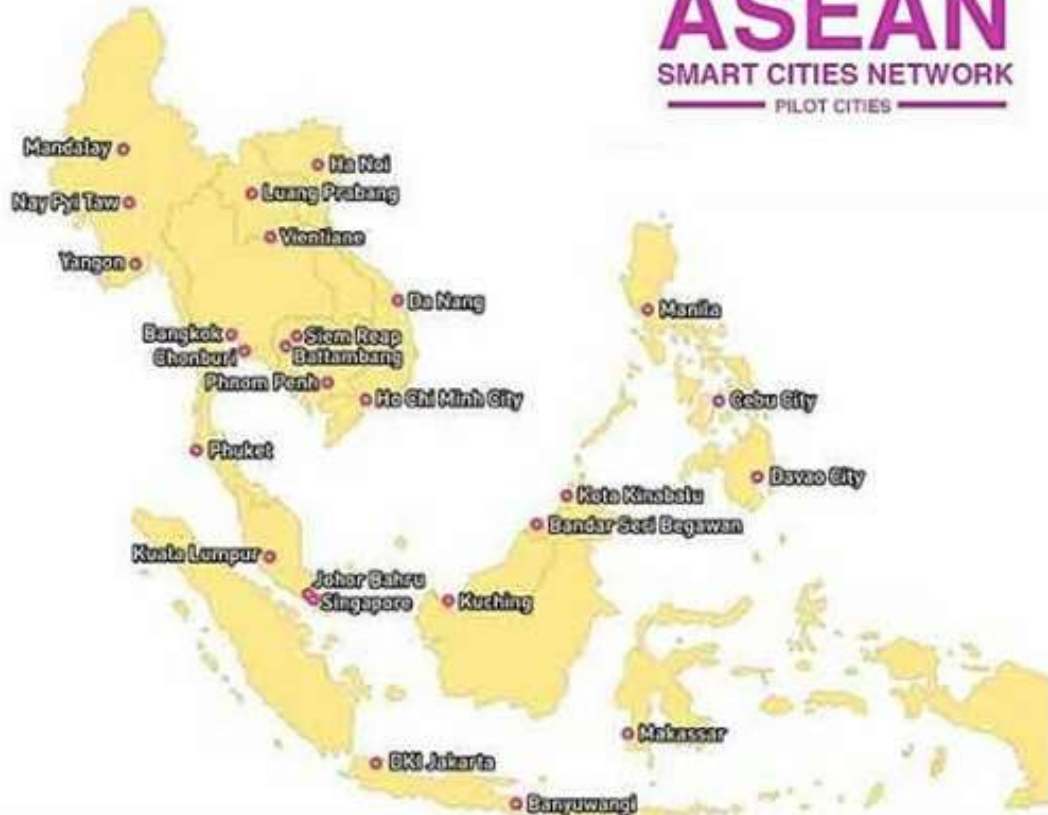 ASEAN
SMART CITIES NETWORK
PILOT CITIES
Mandalay
Ha Noi
Nay Pyi Taw
Luang Prabang
Vientiane
Yangon
Da Nang
Manila
Bangkok
Siem Reap
Chonburi
Battambang
Phnom Penh
Ho Chi Minh City
Cebu City
Phuket
Davao City
Kota Kinabalu
Bandar Seri Begawan
Kuala Lumpur
Johor Bahru
Singapore
Kuching
Makassar
DKI Jakarta
Banyuwangi